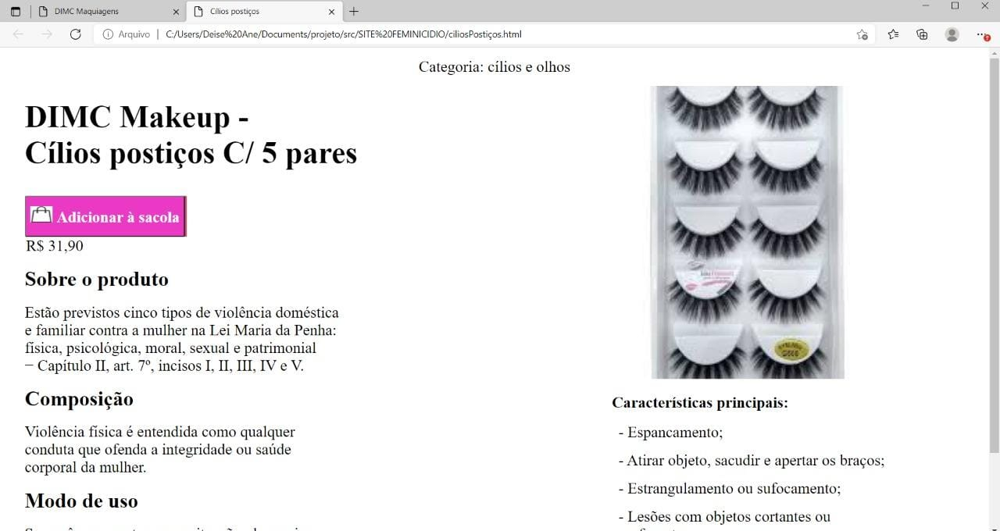 DIMC Maquiagens
Cílios postiços
Arquivo
C:/Users/Deise%20Ane/Documents/projeto/src/SITE%20FEMINICIDIO/ciliosPostiços.html
Categoria: cílios e olhos
DIMC Makeup -
Cílios postiços C/ 5 pares
Adicionar à sacola
R$ 31,90
Sobre o produto
Estão previstos cinco tipos de violência doméstica
e familiar contra a mulher na Lei Maria da Penha:
física, psicológica, moral, sexual e patrimonial
− Capítulo II, art. 7º, incisos I, II, III, IV e V.
Composição
Violência física é entendida como qualquer
conduta que ofenda a integridade ou saúde
corporal da mulher.
Modo de uso
Características principais:
- Espancamento;
- Atirar objeto, sacudir e apertar os braços;
- Estrangulamento ou sufocamento;
- Lesões com objetos cortantes ou